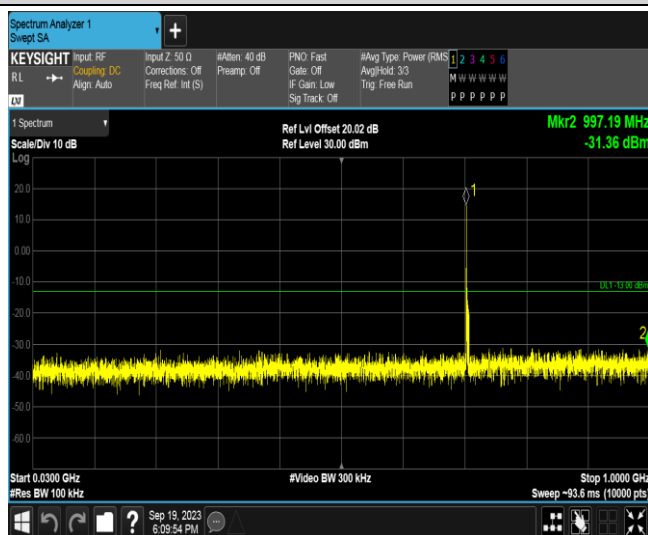 Spectrum Analyzer 1
Swept SA
+
KEYSIGHT
RL
LXI
Input: RF
Coupling: DC
Align: Auto
Input Z: 50 Ω
Corrections: Off
Freq Ref: Int (S)
#Atten: 40 dB
Preamp: Off
PNO: Fast
Gate: Off
IF Gain: Low
Sig Track: Off
#Avg Type: Power (RMS
Avg|Hold: 3/3
Trig: Free Run
1 2 3 4 5 6
M W W W W W
P P P P P P
1 Spectrum
Scale/Div 10 dB
Log
Ref Lvl Offset 20.02 dB
Ref Level 30.00 dBm
Mkr2 997.19 MHz
-31.36 dBm
20.0
10.0
0.00
-10.0
-20.0
-30.0
-40.0
-50.0
-60.0
1
DL1 -13.00 dBm
2
Start 0.0300 GHz
#Res BW 100 kHz
#Video BW 300 kHz
Stop 1.0000 GHz
Sweep ~93.6 ms (10000 pts)
?
Sep 19, 2023
6:09:54 PM